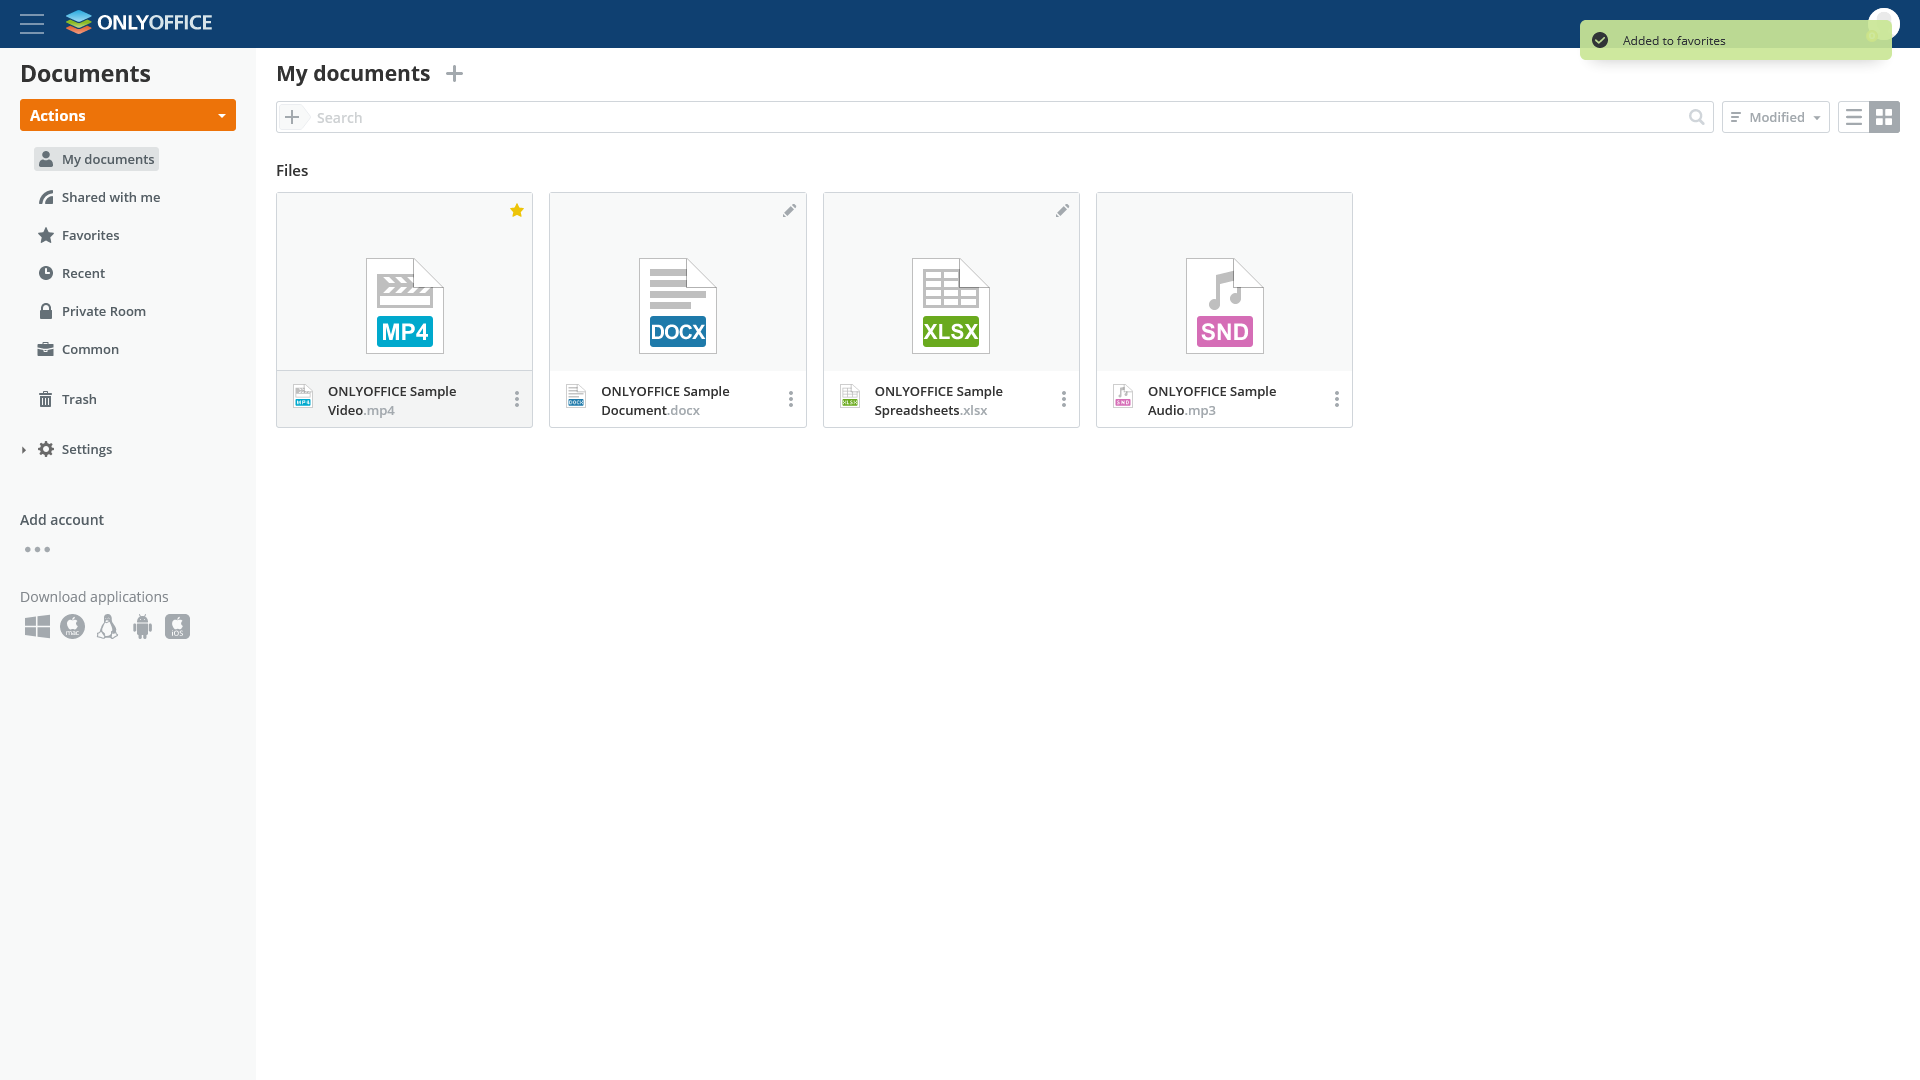 ONLYOFFICE
Added to favorites
Documents
Actions
My documents
Shared with me
Favorites
Recent
Private Room
Common
Trash
Settings
Add account
Download applications
mac
iOS
My documents
Search
Modified
Files
MP4
ONLYOFFICE Sample
Video.mp4
DOCX
ONLYOFFICE Sample
Document.docx
XLSX
ONLYOFFICE Sample
Spreadsheets.xlsx
SND
ONLYOFFICE Sample
Audio.mp3